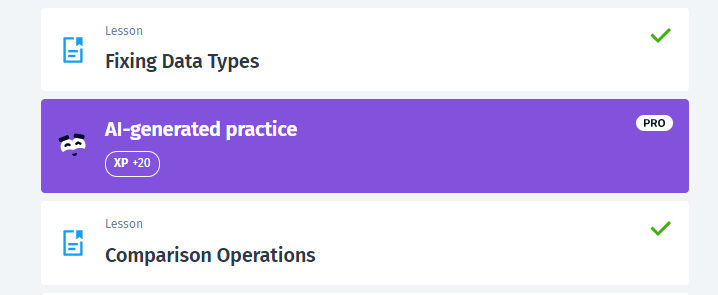 Lesson
Fixing Data Types
AI-generated practice
PRO
XP +20
Lesson
Comparison Operations